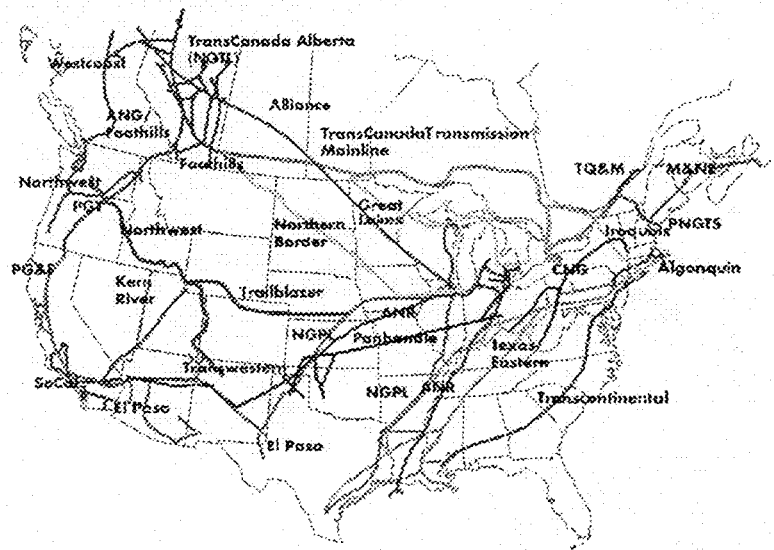 TransCanada Alberta
(NGTL)
Westcoast
Alliance
ANG/
Foothills
TransCanada Transmission
Mainline
Foothills
TQ&M
M&NE
Northwest
PGT
Great
Lakes
Northwest
Northern
Border
PNGTS
Iroquois
PG&E
CNG
Algonquin
Kern
River
Trailblazer
ANR
NGPL
Panhandle
Texas
Eastern
Transwestern
SoCal
NGPL
ANR
Transcontinental
El Paso
El Paso